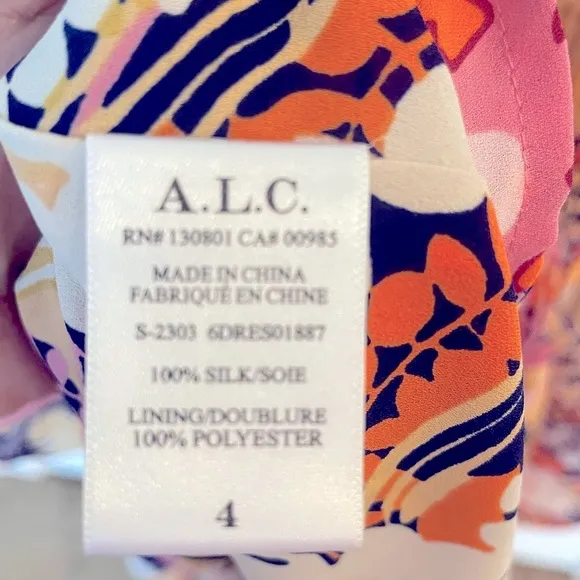 A.L.C.
RN# 130801 CA# 00985
MADE IN CHINA
FABRIQUÉ EN CHINE
S-2303 6DRES01887
100% SILK/SOIE
LINING/DOUBLURE
100% POLYESTER
4